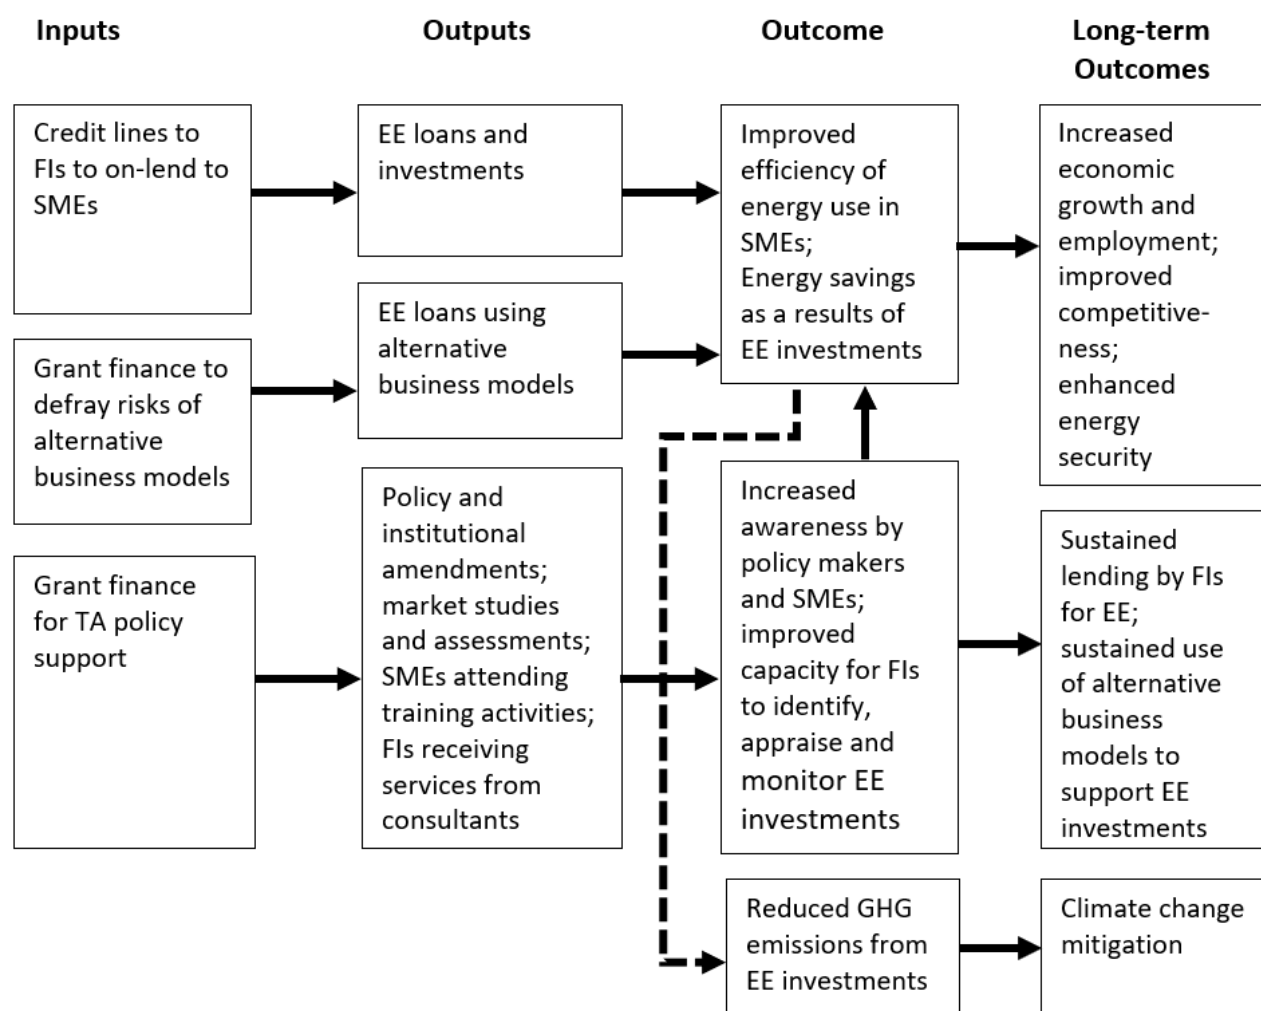 Inputs
Outputs
Outcome
Long-term
Outcomes
Credit lines to
FIs to on-lend to
SMEs
Grant finance to
defray risks of
alternative
business models
Grant finance
for TA policy
support
EE loans and
investments
EE loans using
alternative
business models
Policy and
institutional
amendments;
market studies
and assessments;
SMEs attending
training activities;
FIs receiving
services from
consultants
Improved
efficiency of
energy use in
SMEs;
Energy savings
as a results of
EE investments
Increased
awareness by
policy makers
and SMEs;
improved
capacity for FIs
to identify,
appraise and
monitor EE
investments
Reduced GHG
emissions from
EE investments
Increased
economic
growth and
employment;
improved
competitive-
ness;
enhanced
energy
security
Sustained
lending by FIs
for EE;
sustained use
of alternative
business
models to
support EE
investments
Climate change
mitigation